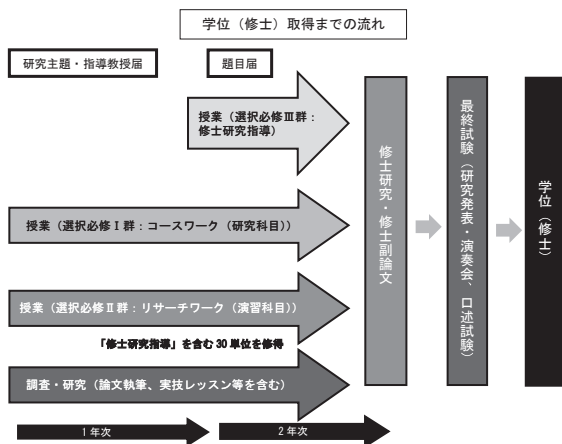 学位（修士）取得までの流れ
研究主題・指導教授届
題目届
授業（選択必修Ⅲ群：
修士研究指導）
授業（選択必修Ⅰ群：コースワーク（研究科目））
授業（選択必修Ⅱ群：リサーチワーク（演習科目））
「修士研究指導」を含む 30 単位を修得
調査・研究（論文執筆、実技レッスン等を含む）
修士研究・修士副論文
最終試験（研究発表・演奏会、口述試験）
学位（修士）
1 年次
2 年次